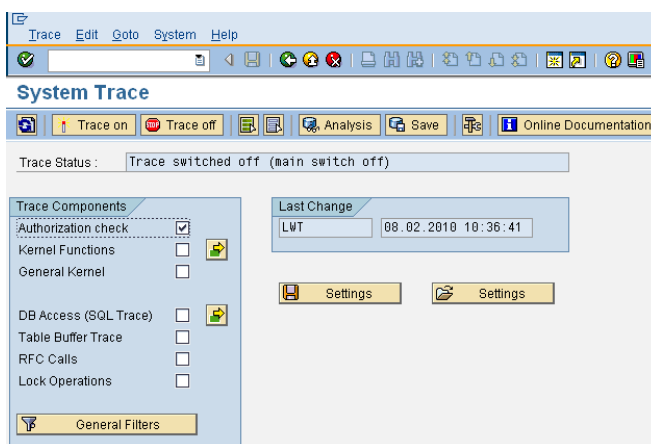 Trace Edit Goto System Help
System Trace
Trace on Trace off Analysis Save Online Documentation
Trace Status : Trace switched off (main switch off)
Trace Components
Authorization check
Kernel Functions
General Kernel
DB Access (SQL Trace)
Table Buffer Trace
RFC Calls
Lock Operations
General Filters
Last Change
LWT 08.02.2010 10:36:41
Settings Settings